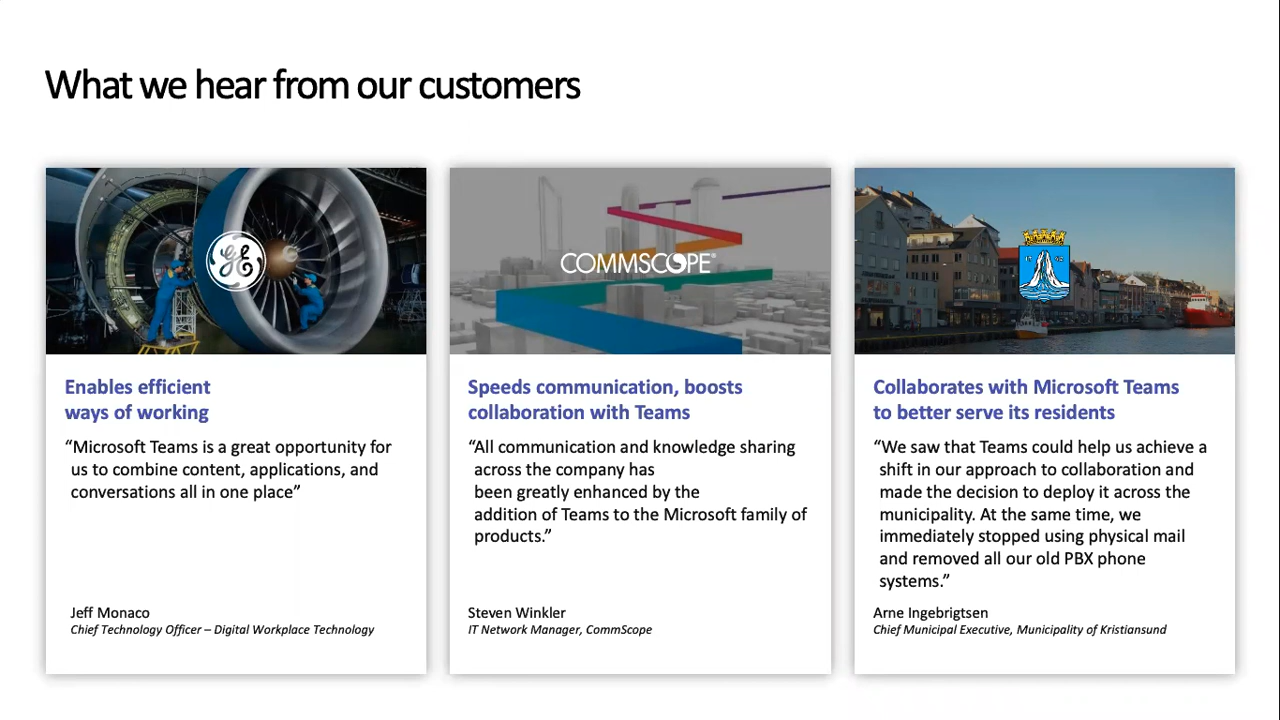 What we hear from our customers
GE
COMMSCOPE®
Enables efficient
ways of working
“Microsoft Teams is a great opportunity for
us to combine content, applications, and
conversations all in one place”
Jeff Monaco
Chief Technology Officer – Digital Workplace Technology
Speeds communication, boosts
collaboration with Teams
“All communication and knowledge sharing
across the company has
been greatly enhanced by the
addition of Teams to the Microsoft family of
products.”
Steven Winkler
IT Network Manager, CommScope
Collaborates with Microsoft Teams
to better serve its residents
“We saw that Teams could help us achieve a
shift in our approach to collaboration and
made the decision to deploy it across the
municipality. At the same time, we
immediately stopped using physical mail
and removed all our old PBX phone
systems.”
Arne Ingebrigtsen
Chief Municipal Executive, Municipality of Kristiansund